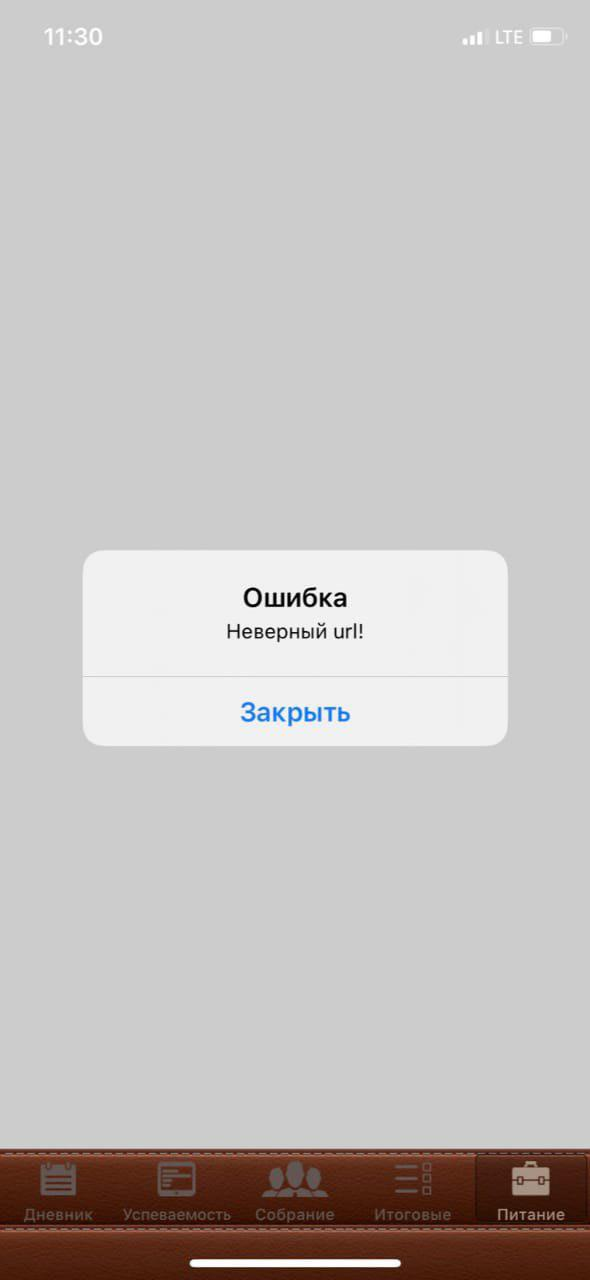 11:30
LTE
Ошибка
Неверный url!
Закрыть
Дневник
Успеваемость
Собрание
Итоговые
Питание